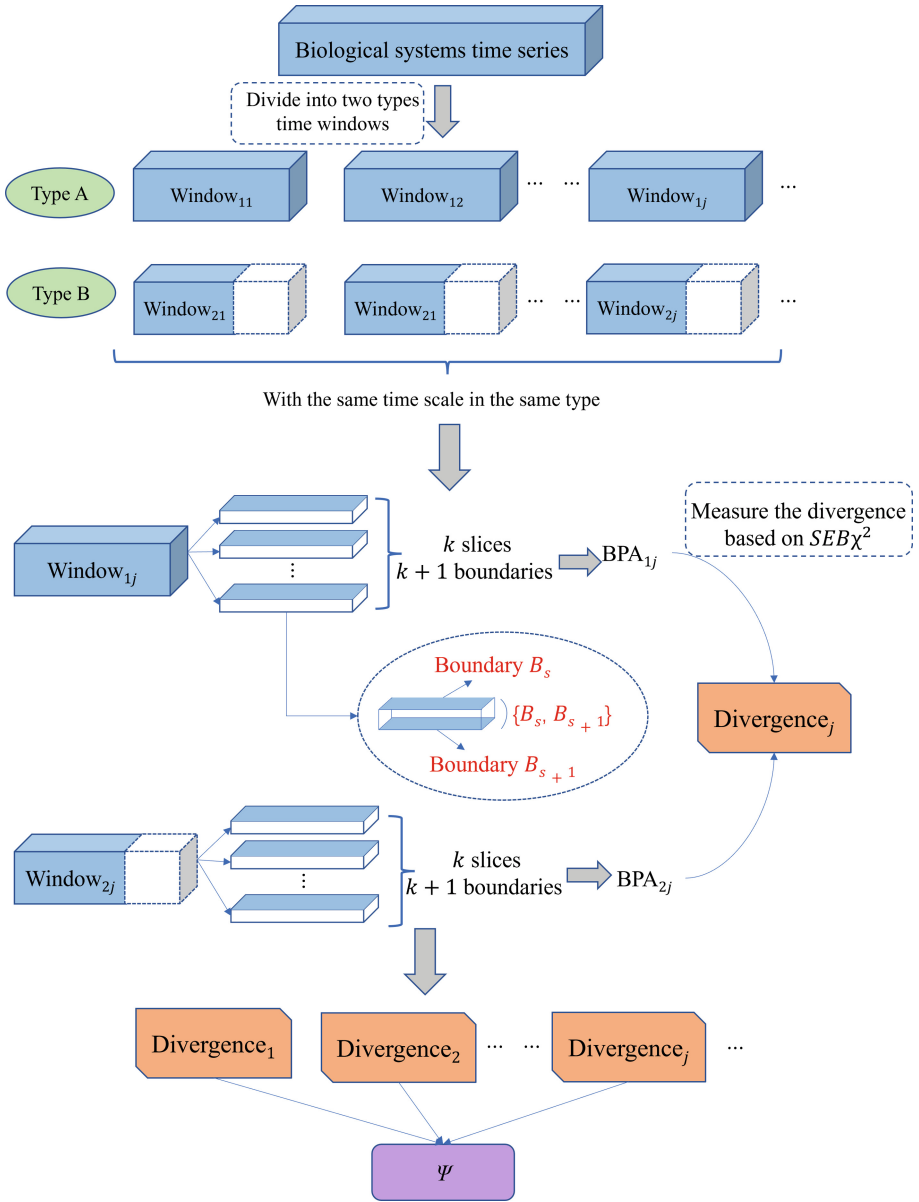 Biological systems time series
Divide into two types
time windows
Type A
Window₁₁
Window₁₂
... ...
Window₁ⱼ
...
Type B
Window₂₁
Window₂₁
... ...
Window₂ⱼ
...
With the same time scale in the same type
Window₁ⱼ
⋮
k slices
k + 1 boundaries
BPA₁ⱼ
Measure the divergence
based on SEBχ²
Boundary Bₛ
{Bₛ, Bₛ ₊ ₁}
Boundary Bₛ ₊ ₁
Divergenceⱼ
Window₂ⱼ
⋮
k slices
k + 1 boundaries
BPA₂ⱼ
Divergence₁
Divergence₂
... ...
Divergenceⱼ
...
Ψ